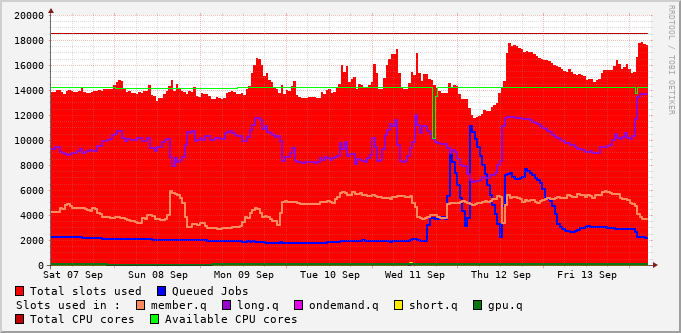 20000
18000
16000
14000
12000
10000
8000
6000
4000
2000
0
Sat 07 Sep Sun 08 Sep Mon 09 Sep Tue 10 Sep Wed 11 Sep Thu 12 Sep Fri 13 Sep
Total slots used Queued Jobs
Slots used in : member.q long.q ondemand.q short.q gpu.q
Total CPU cores Available CPU cores
RRDTOOL / TOBI OETIKER